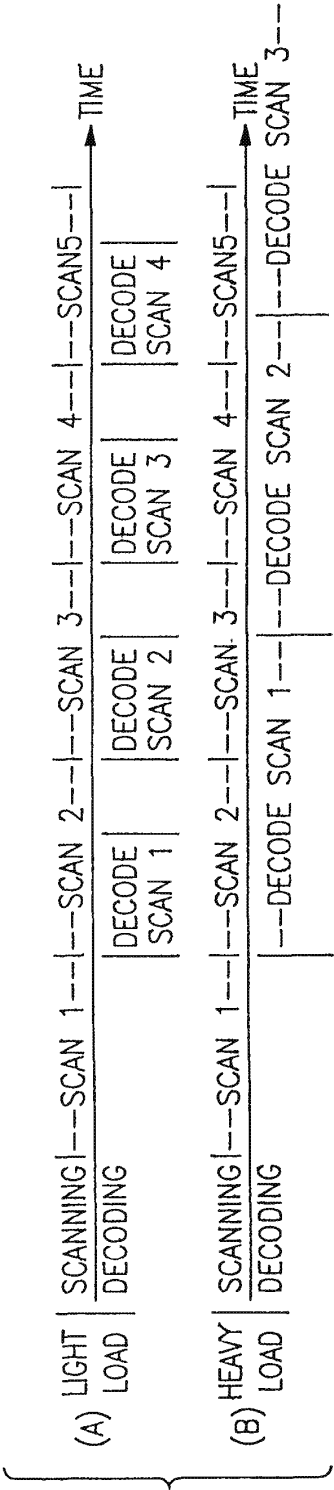 (A) LIGHT LOAD
SCANNING|---SCAN 1---|---SCAN 2---|---SCAN 3---|---SCAN 4---|---SCAN5---|
TIME
DECODING
|DECODE SCAN 1|
|DECODE SCAN 2|
|DECODE SCAN 3|
|DECODE SCAN 4|
(B) HEAVY LOAD
SCANNING|---SCAN 1---|---SCAN 2---|---SCAN 3---|---SCAN 4---|---SCAN5---|
TIME
DECODING
|---DECODE SCAN 1---|---DECODE SCAN 2---|---DECODE SCAN 3---